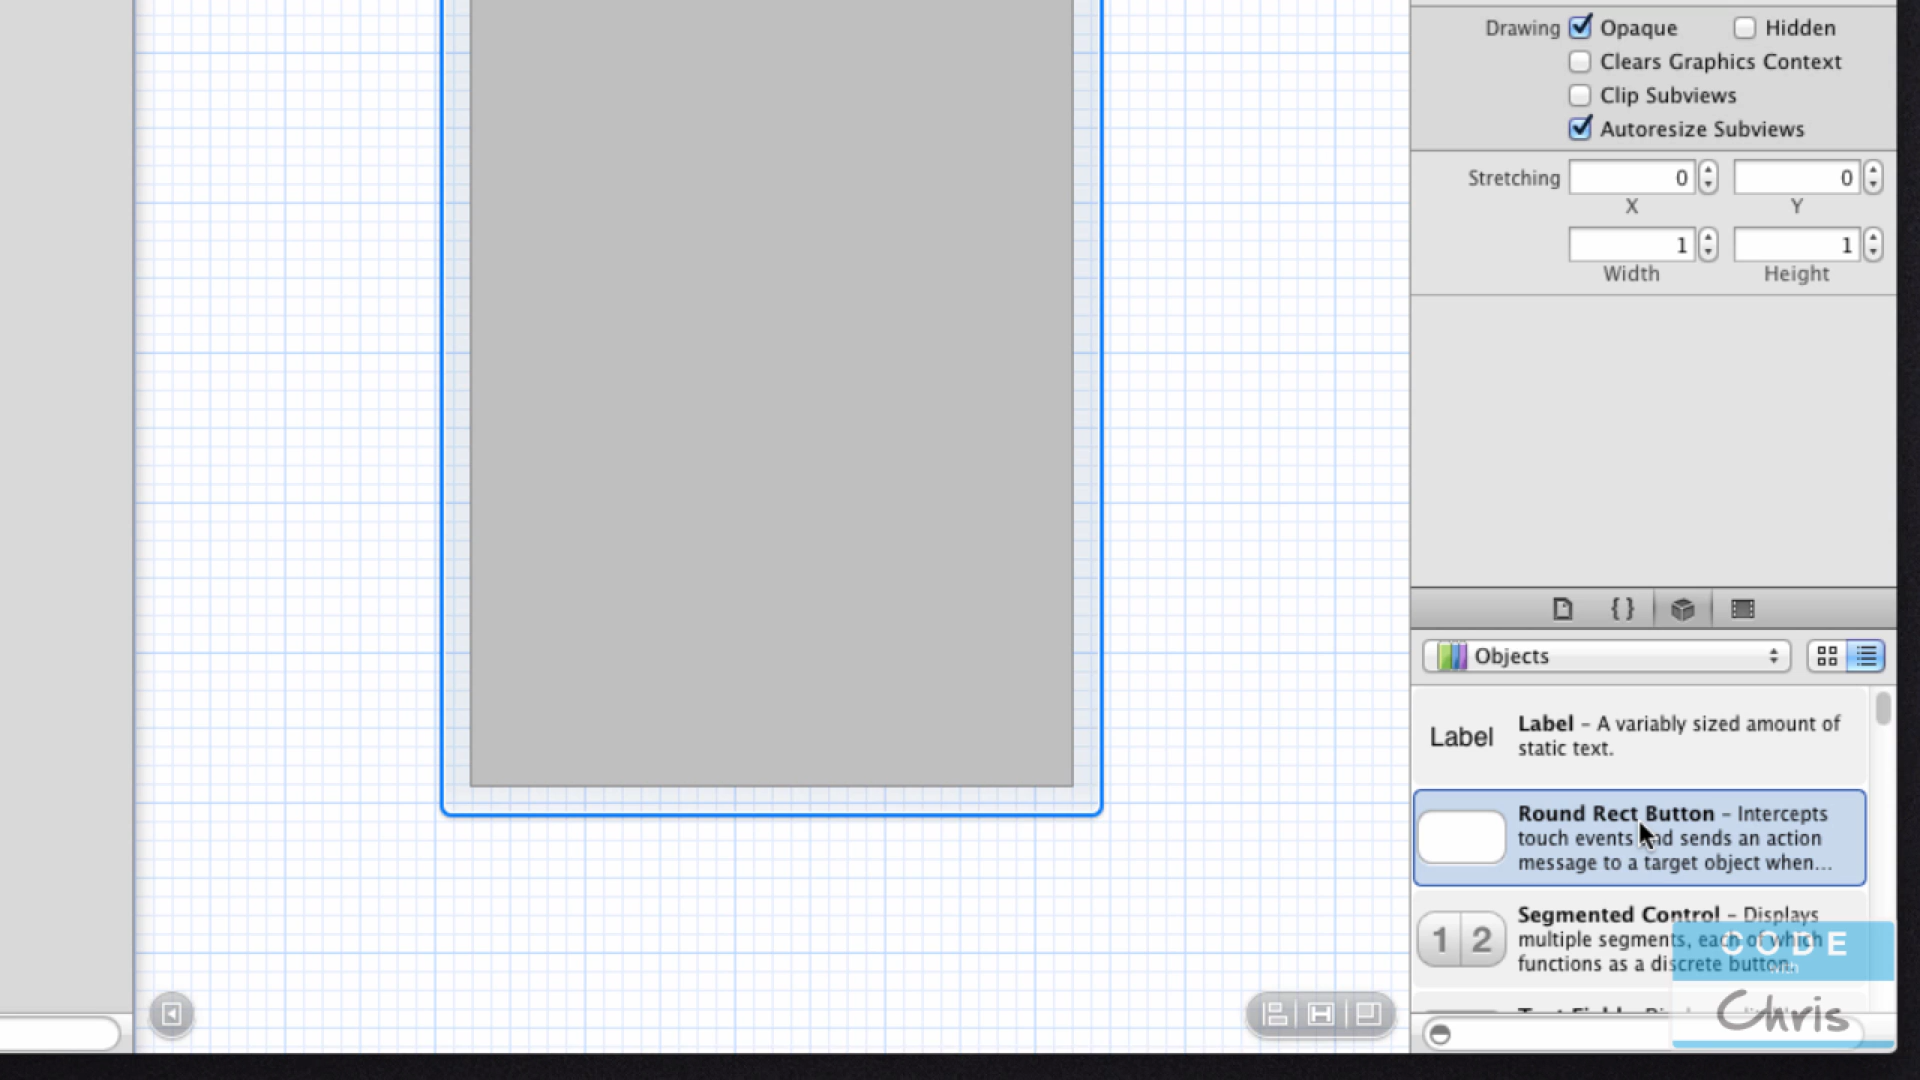 Drawing Opaque Hidden
Clears Graphics Context
Clip Subviews
Autoresize Subviews
Stretching 0 0
X Y
1 1
Width Height
{ }
Objects
Label
Label – A variably sized amount of
static text.
Round Rect Button – Intercepts
touch events and sends an action
message to a target object when...
1 2
Segmented Control – Displays
multiple segments, each of which
functions as a discrete button.
CODE
with
Chris